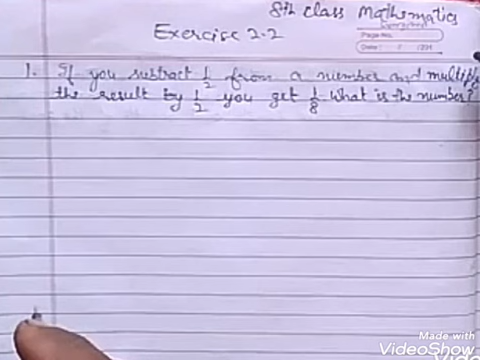 8th class Mathematics
Exercise 2.2
Page No.
Date: / /201
1. If you subtract 1/2 from a number and multiply
the result by 1/2 you get 1/8 What is the number?
Made with
VideoShow